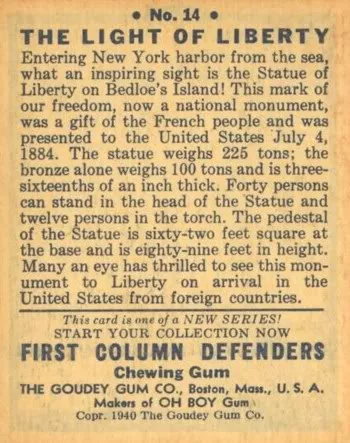 • No. 14 •
THE LIGHT OF LIBERTY
Entering New York harbor from the sea,
what an inspiring sight is the Statue of
Liberty on Bedloe's Island! This mark of
our freedom, now a national monument,
was a gift of the French people and was
presented to the United States July 4,
1884. The statue weighs 225 tons; the
bronze alone weighs 100 tons and is three-
sixteenths of an inch thick. Forty persons
can stand in the head of the Statue and
twelve persons in the torch. The pedestal
of the Statue is sixty-two feet square at
the base and is eighty-nine feet in height.
Many an eye has thrilled to see this mon-
ument to Liberty on arrival in the
United States from foreign countries.
This card is one of a NEW SERIES!
START YOUR COLLECTION NOW
FIRST COLUMN DEFENDERS
Chewing Gum
THE GOUDEY GUM CO., Boston, Mass., U. S. A.
Makers of OH BOY Gum
Copr. 1940 The Goudey Gum Co.